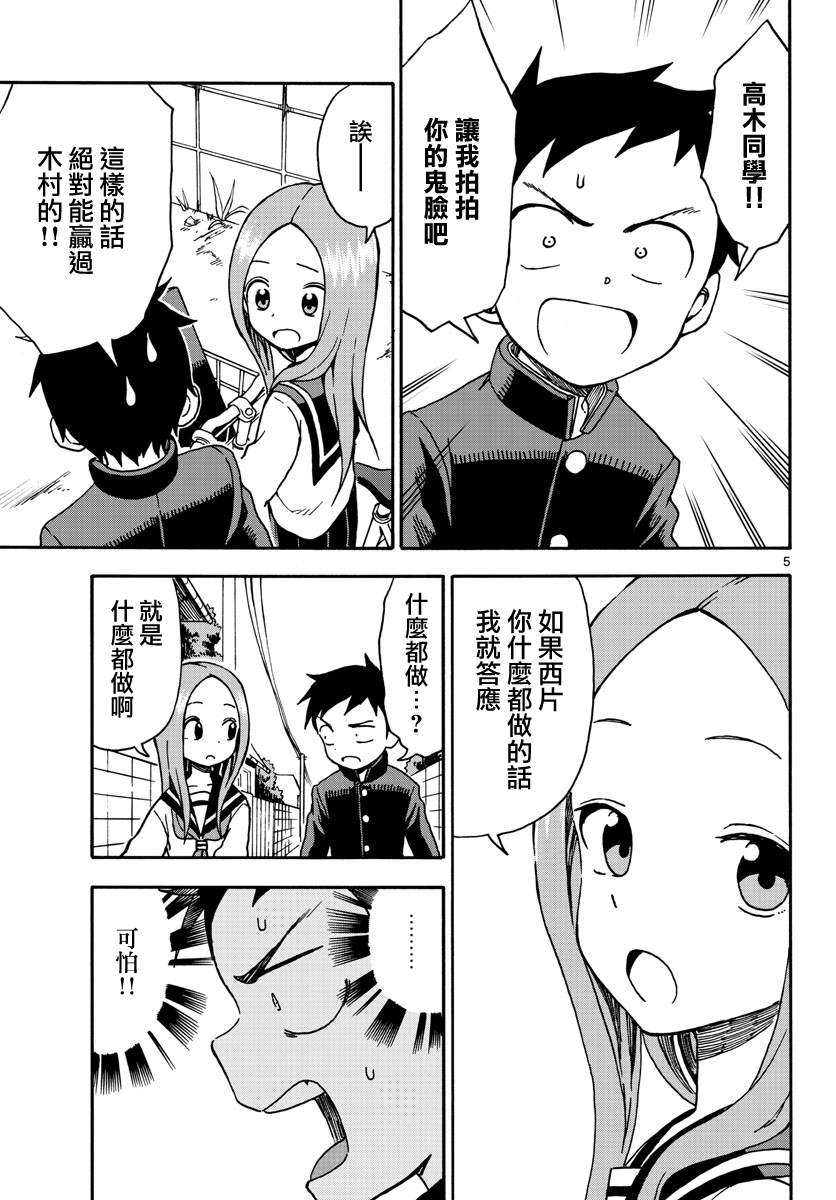 高木同學!!
讓我拍拍
你的鬼臉吧
誒──
這樣的話
絕對能贏過
木村的!!
5
如果西片
你什麼都做的話
我就答應
什麼
都做…?
就是
什麼都做啊
………
可怕!!